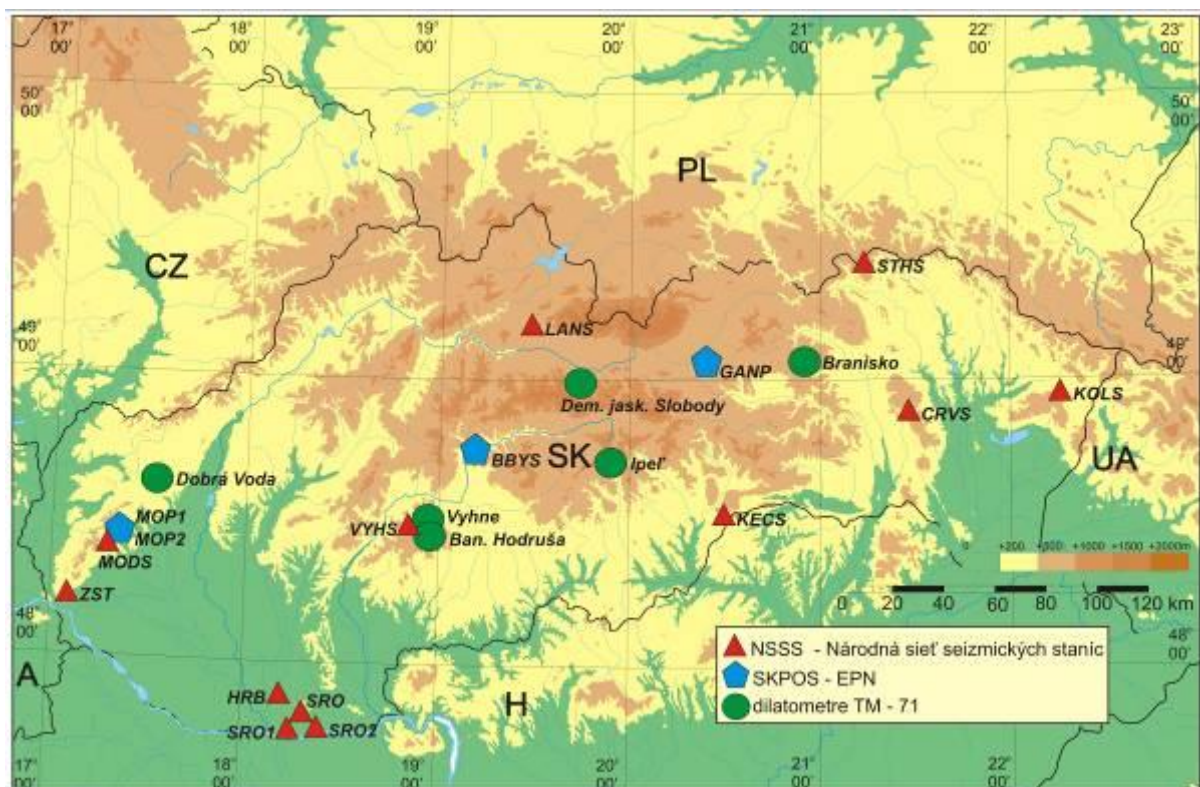 17° 00'
18° 00'
19° 00'
20° 00'
21° 00'
22° 00'
23° 00'
50° 00'
50° 00'
PL
CZ
STHS
49° 00'
LANS
49° 00'
GANP
Branisko
Dem. jask. Slobody
KOLS
CRVS
BBYS
SK
Ipeľ
UA
Dobrá Voda
MOP1
MOP2
MODS
VYHS
Vyhne
Ban. Hodruša
KECS
ZST
0 +200 +800 +1000 +1500 +2000m
0 20 40 60 80 100 120 km
48° 00'
48° 00'
NSSS - Národná sieť seizmických staníc
SKPOS - EPN
dilatometre TM - 71
A
H
HRB
SRO
SRO1
SRO2
17° 00'
18° 00'
19° 00'
20° 00'
21° 00'
22° 00'